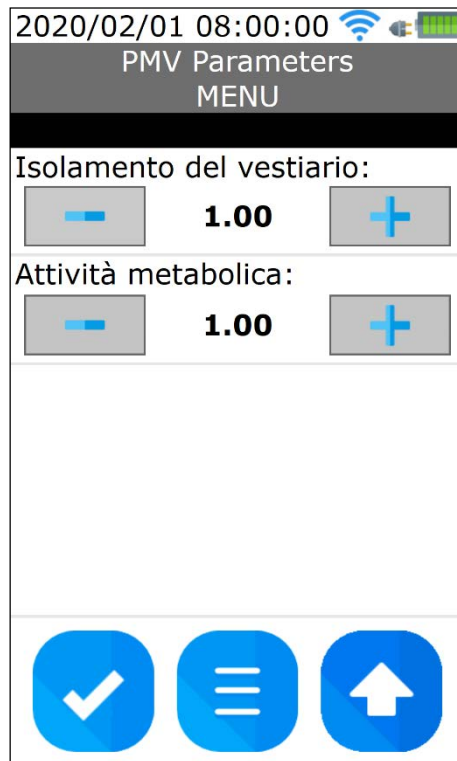 2020/02/01 08:00:00
PMV Parameters
MENU
Isolamento del vestiario:
1.00
Attività metabolica:
1.00